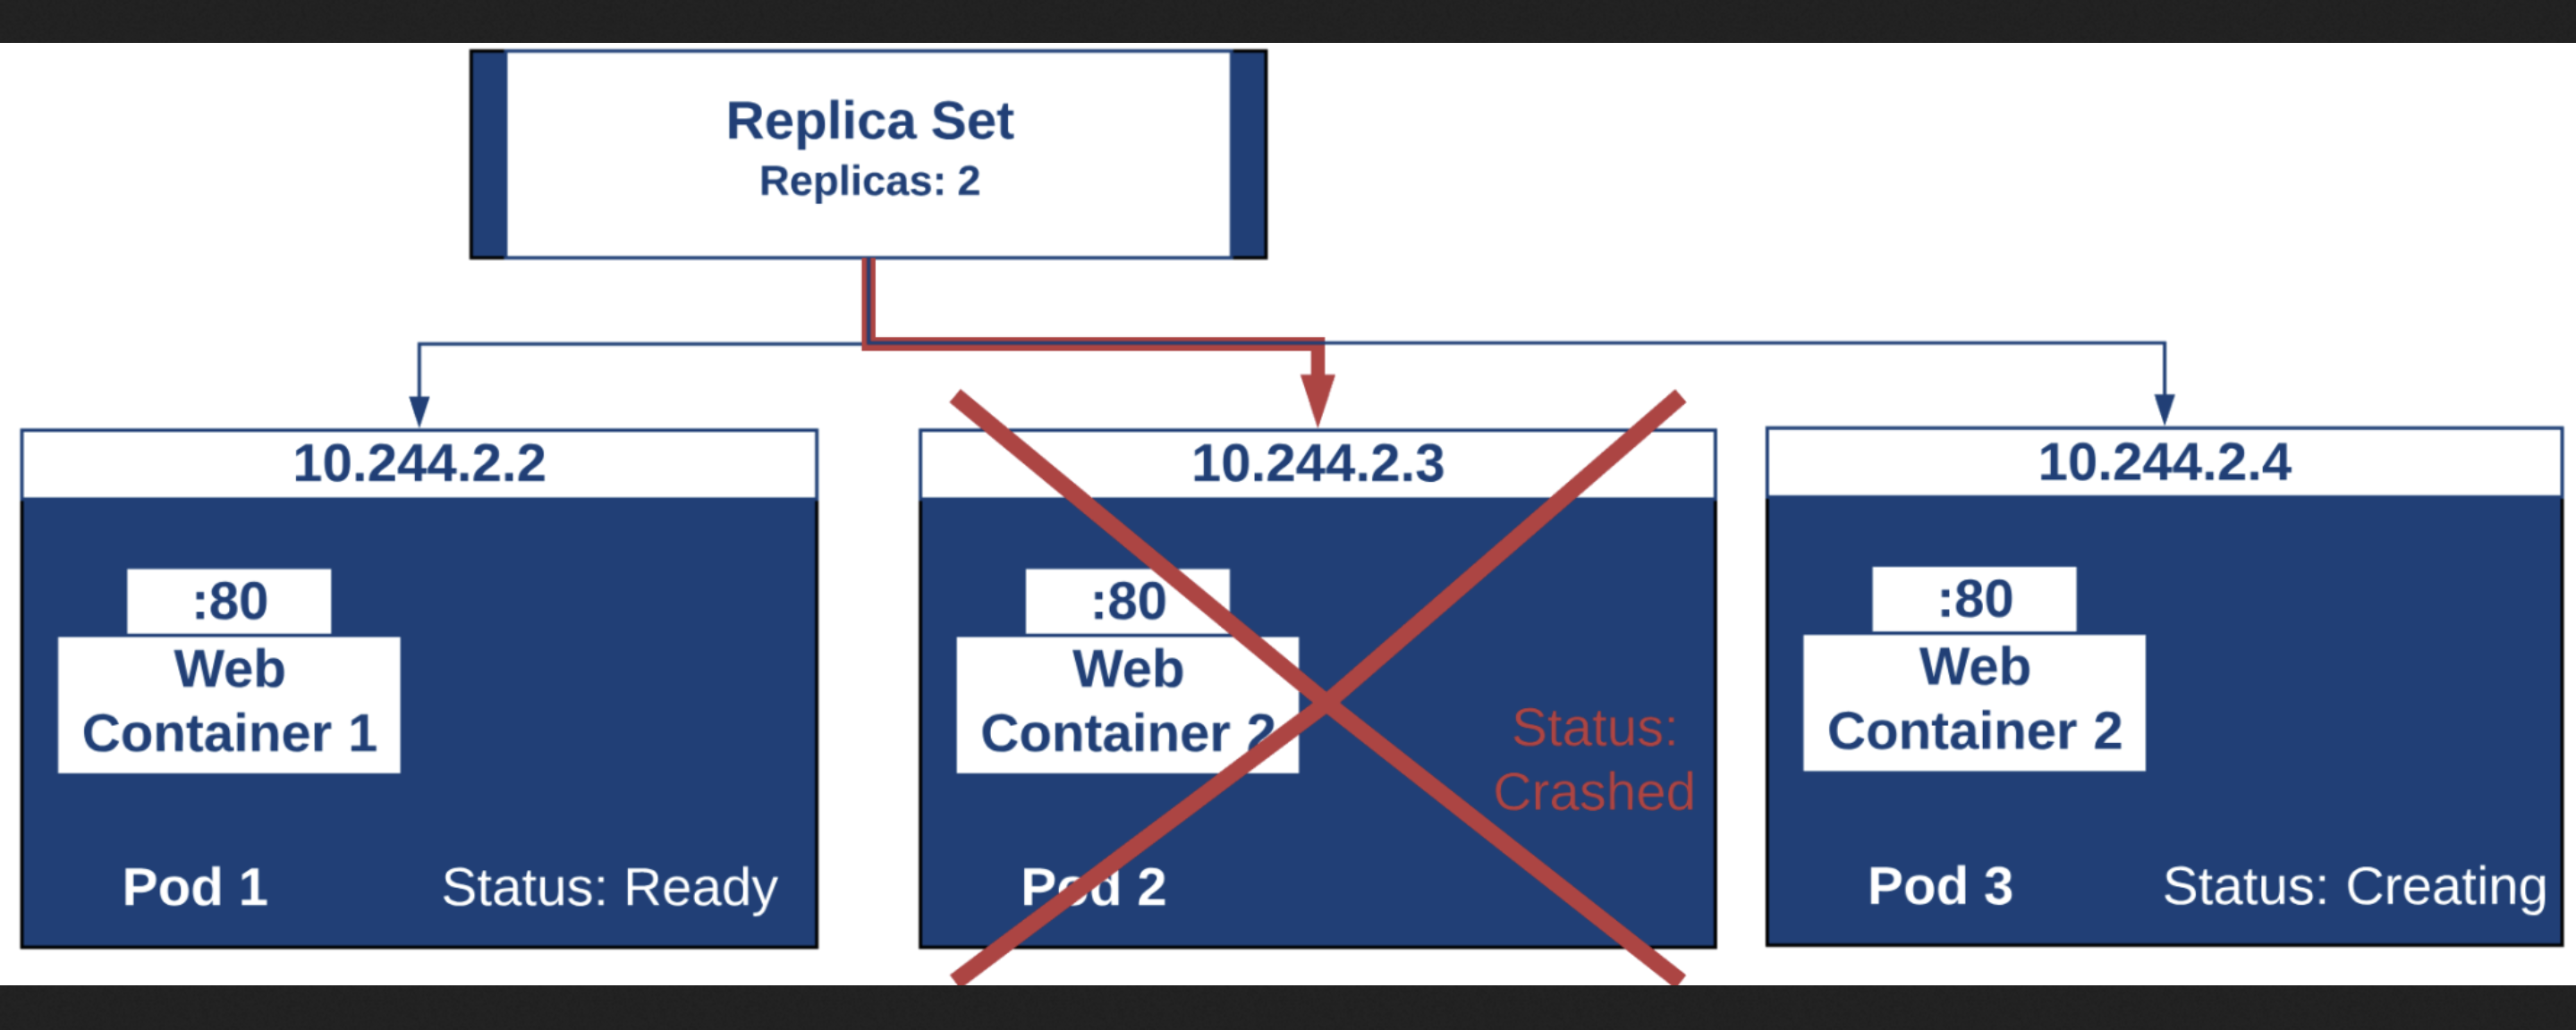 Replica Set
Replicas: 2
10.244.2.2
:80
Web
Container 1
Pod 1
Status: Ready
10.244.2.3
:80
Web
Container 2
Status:
Crashed
Pod 2
10.244.2.4
:80
Web
Container 2
Pod 3
Status: Creating